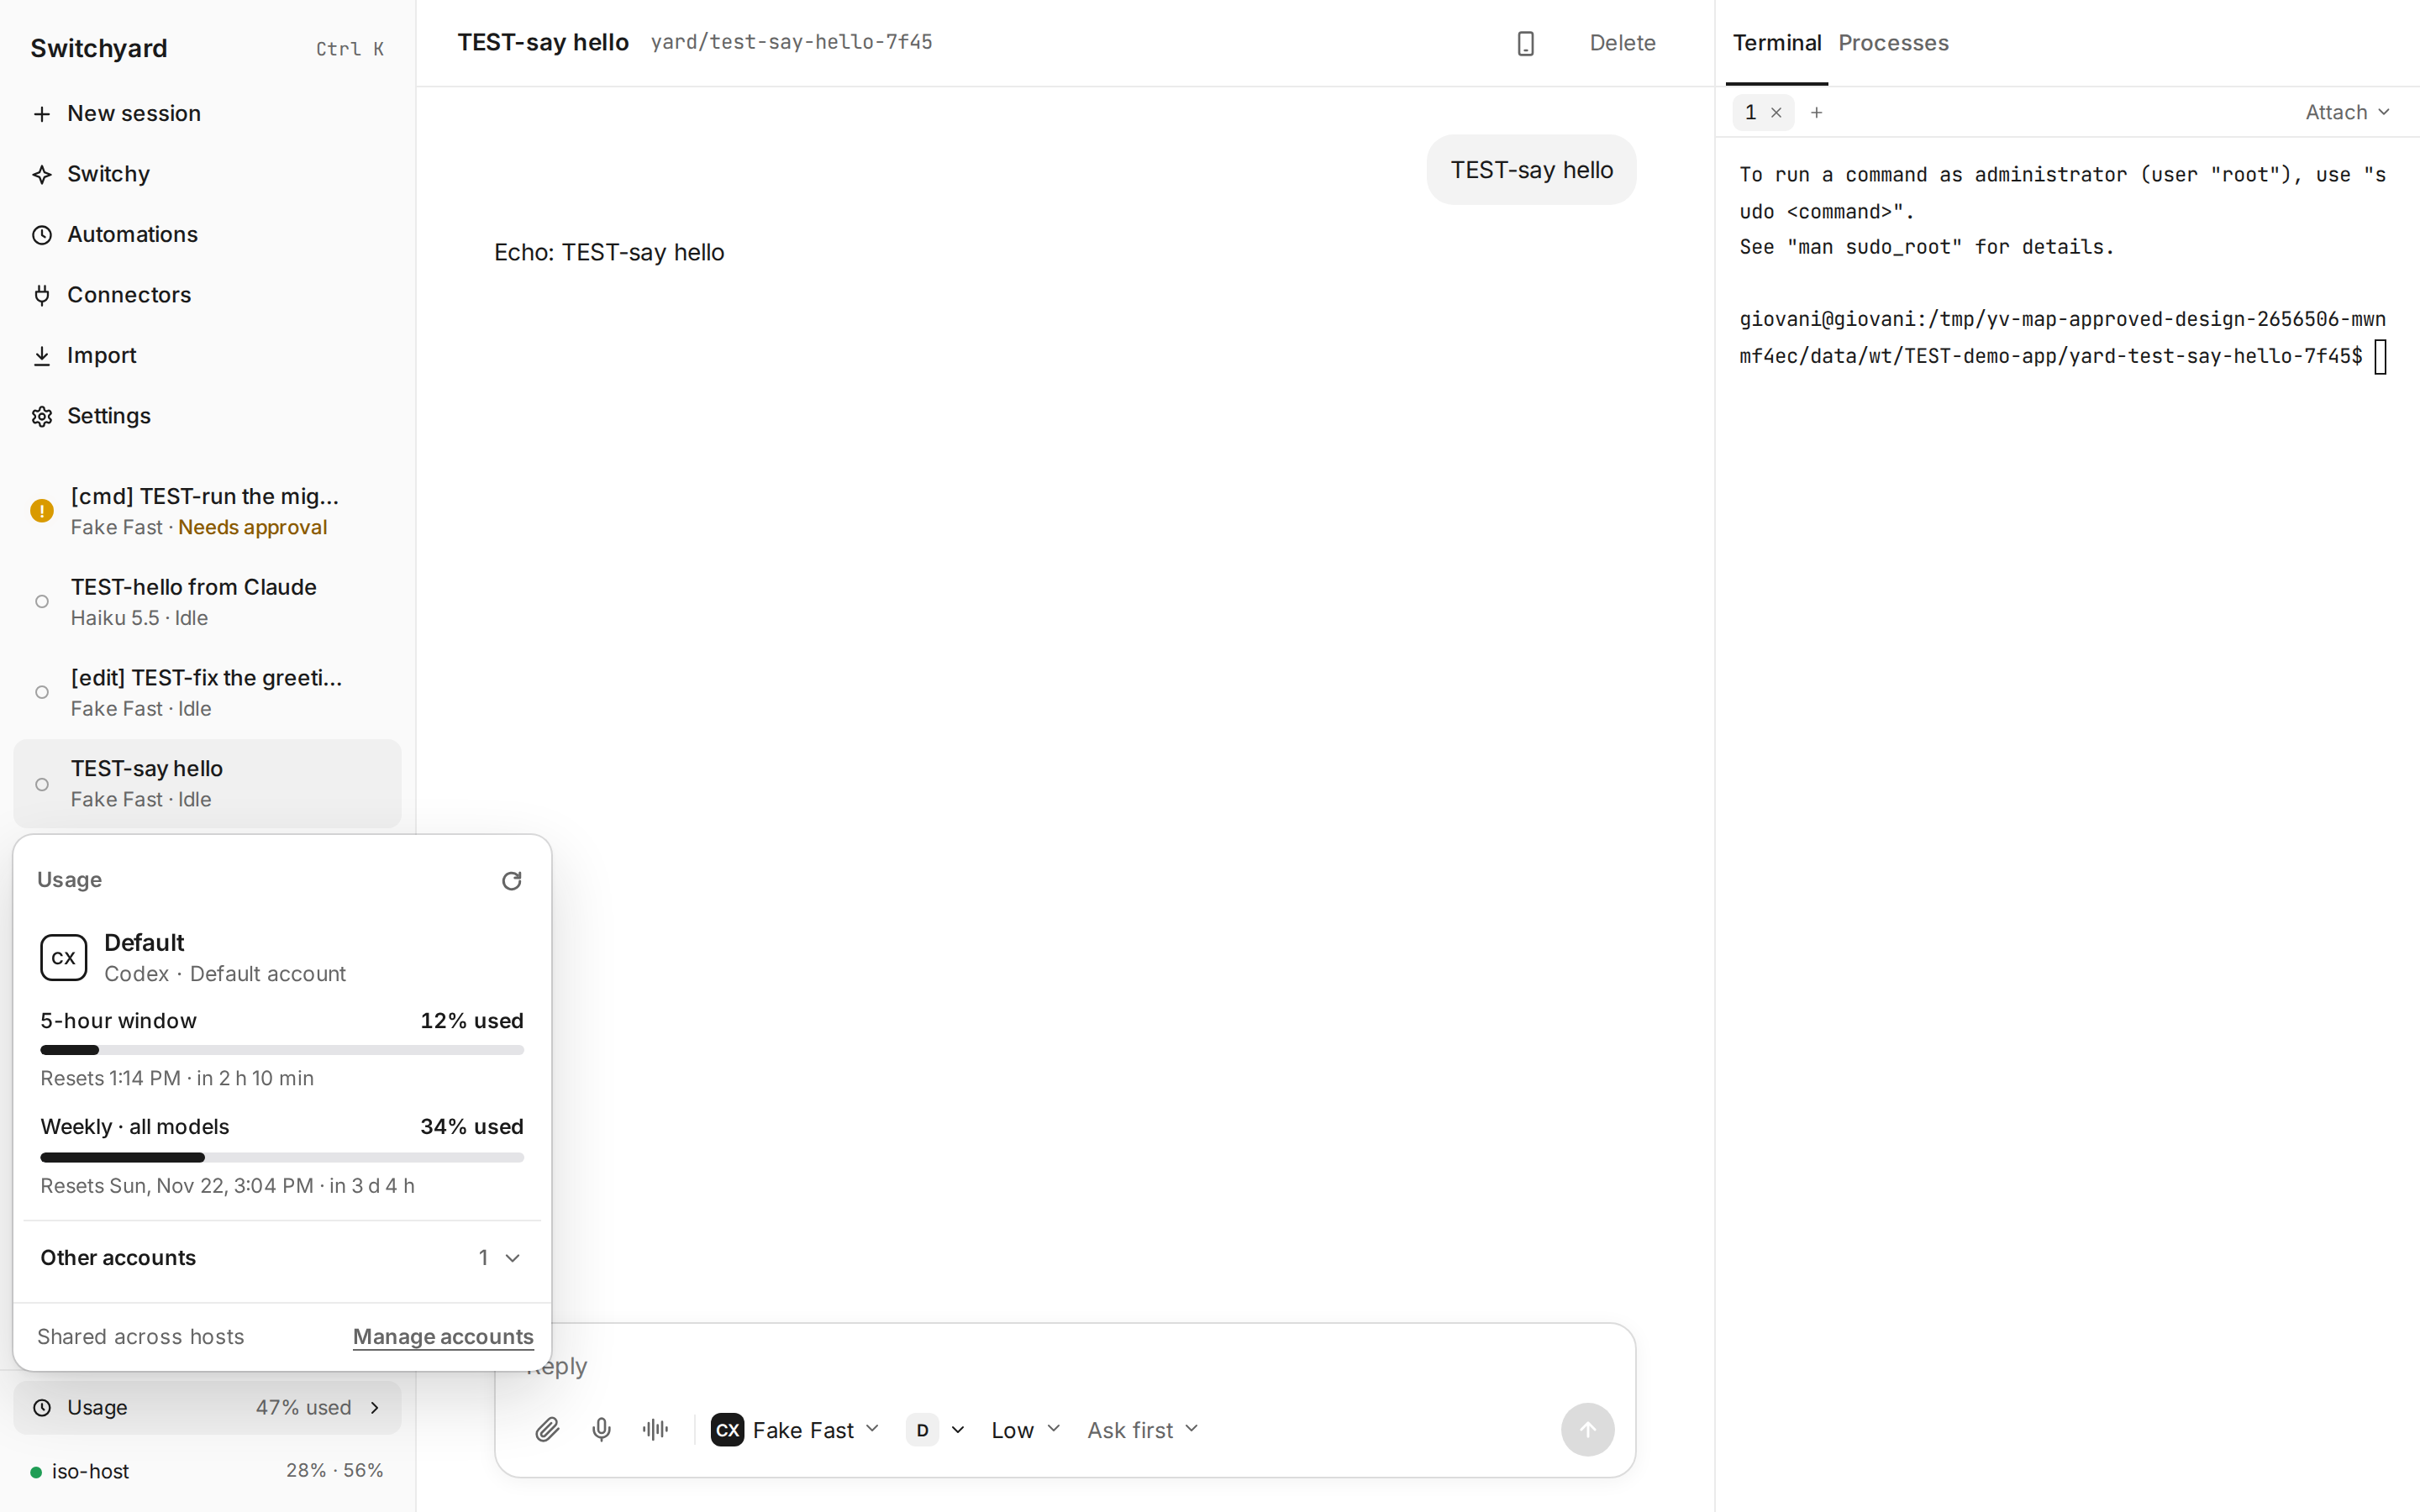 Switchyard
Ctrl K
New session
Switchy
Automations
Connectors
Import
Settings
[cmd] TEST-run the mig...
Fake Fast · Needs approval
TEST-hello from Claude
Haiku 5.5 · Idle
[edit] TEST-fix the greeti...
Fake Fast · Idle
TEST-say hello
Fake Fast · Idle
Usage
CX
Default
Codex · Default account
5-hour window
12% used
Resets 1:14 PM · in 2 h 10 min
Weekly · all models
34% used
Resets Sun, Nov 22, 3:04 PM · in 3 d 4 h
Other accounts
1
Shared across hosts
Manage accounts
Usage
47% used
iso-host
28% · 56%
TEST-say hello
yard/test-say-hello-7f45
Delete
TEST-say hello
Echo: TEST-say hello
Reply
CX Fake Fast
D
Low
Ask first
Terminal
Processes
1
Attach
To run a command as administrator (user "root"), use "s
udo <command>".
See "man sudo_root" for details.
giovani@giovani:/tmp/yv-map-approved-design-2656506-mwn
mf4ec/data/wt/TEST-demo-app/yard-test-say-hello-7f45$